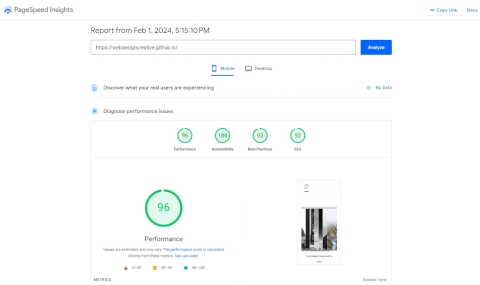 PageSpeed Insights
Copy Link
Docs
Report from Feb 1, 2024, 5:15:10 PM
https://webdesigncreative.github.io/
Analyze
Mobile
Desktop
Discover what your real users are experiencing
No Data
Diagnose performance issues
96
100
93
92
Performance
Accessibility
Best Practices
SEO
96
Performance
Values are estimated and may vary. The performance score is calculated
directly from these metrics. See calculator.
0–49
50–89
90–100
METRICS
Expand view